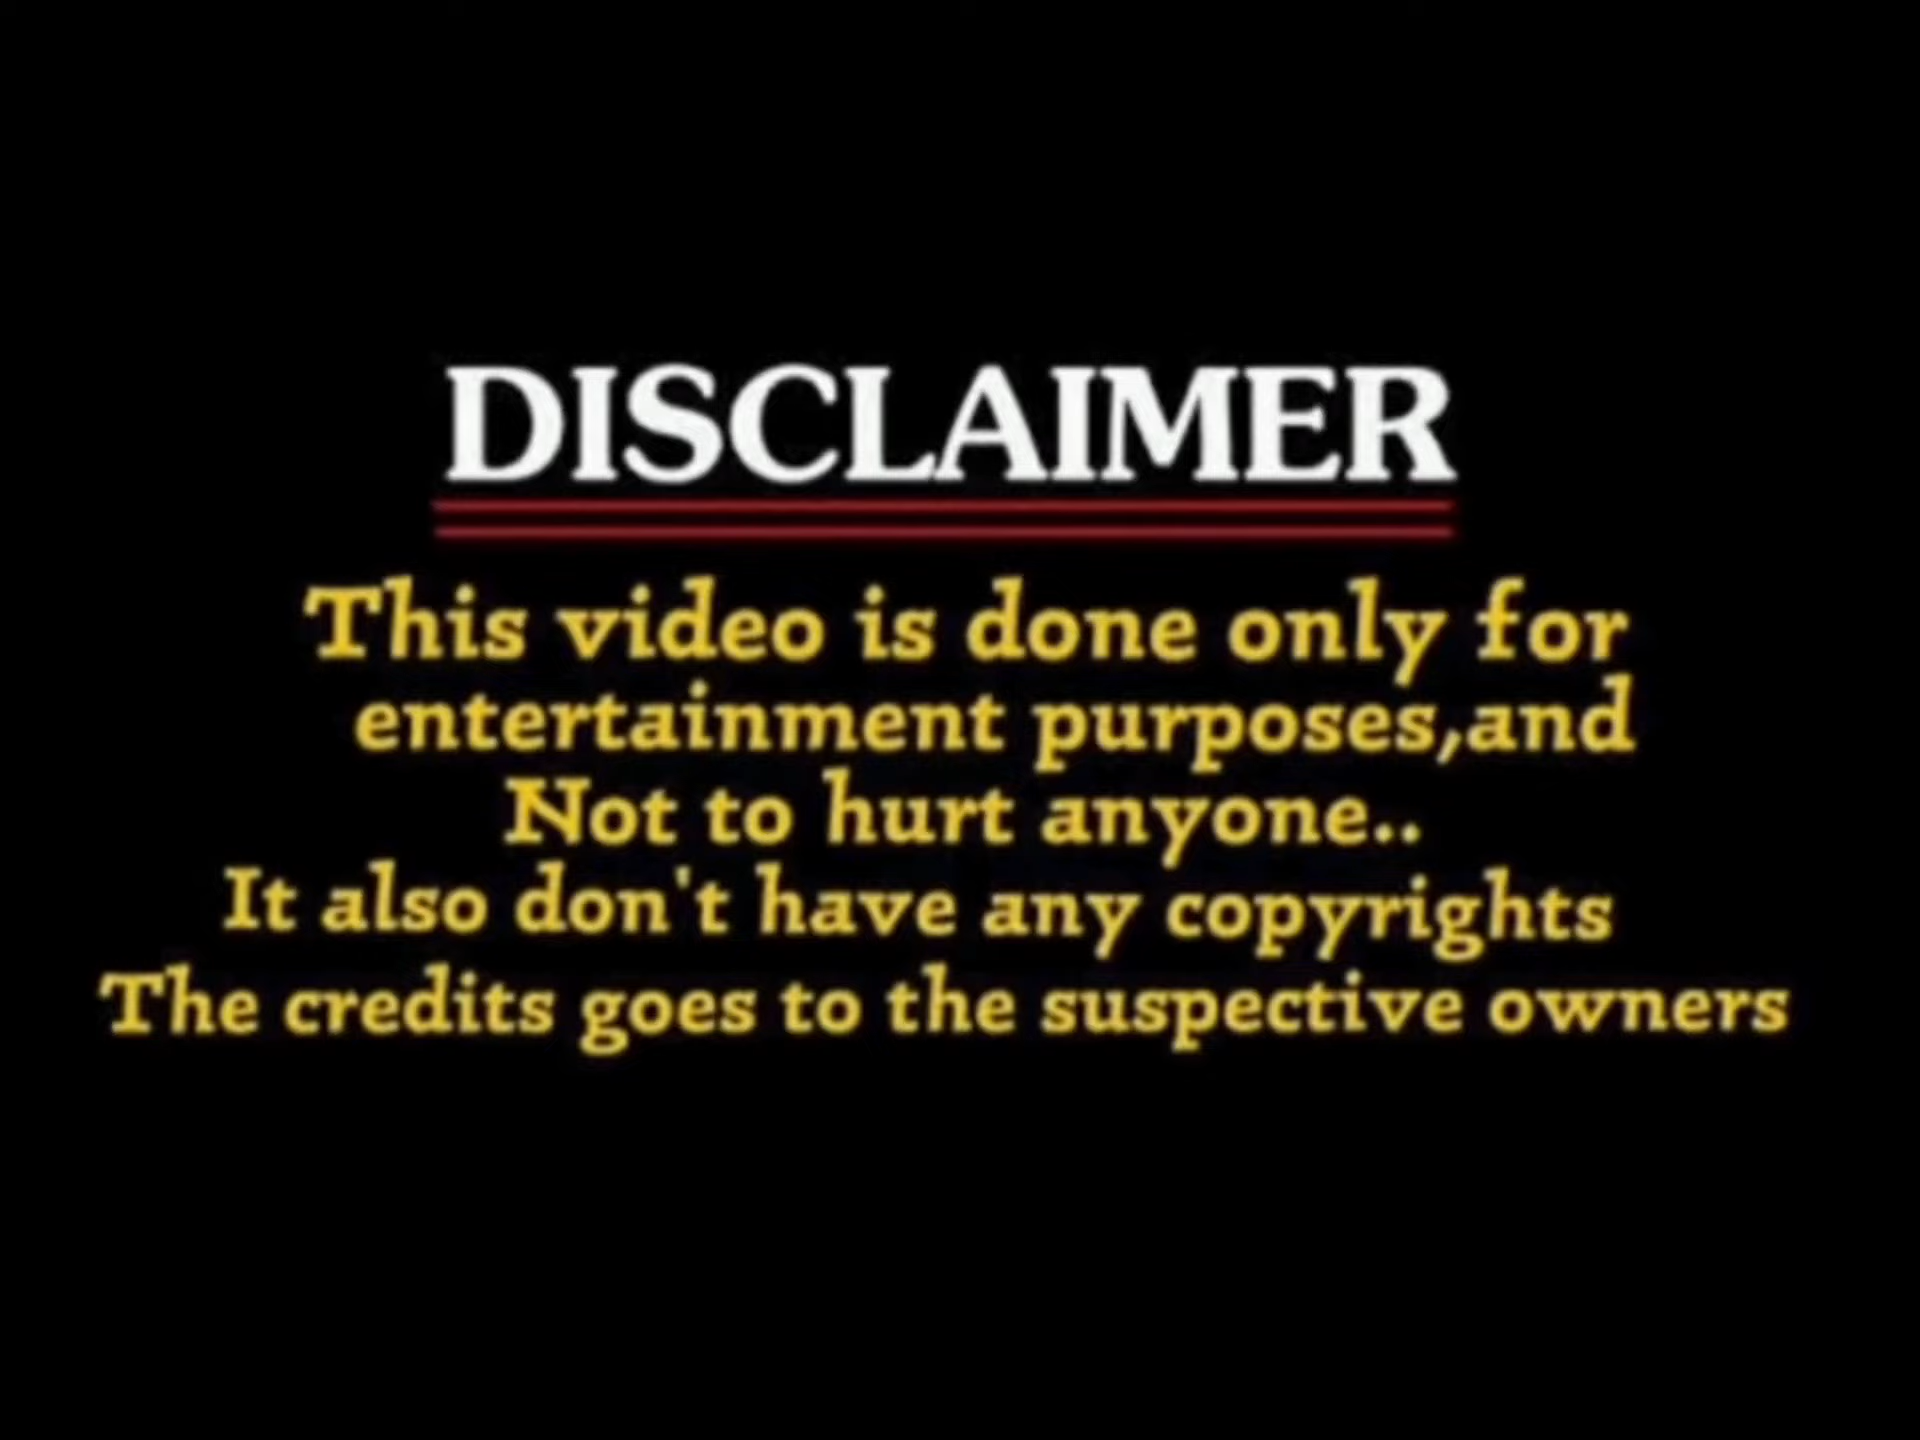 DISCLAIMER
This video is done only for
entertainment purposes,and
Not to hurt anyone..
It also don't have any copyrights
The credits goes to the suspective owners